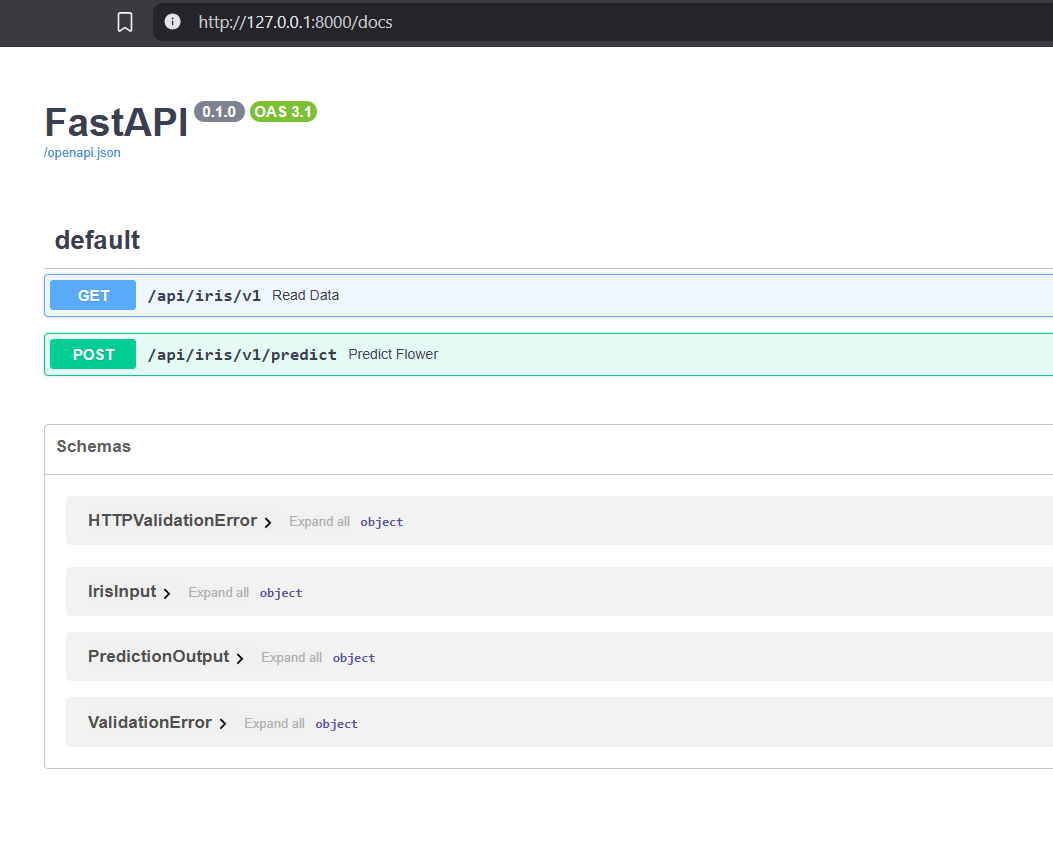 http://127.0.0.1:8000/docs
FastAPI 0.1.0 OAS 3.1
/openapi.json
default
GET /api/iris/v1 Read Data
POST /api/iris/v1/predict Predict Flower
Schemas
HTTPValidationError Expand all object
IrisInput Expand all object
PredictionOutput Expand all object
ValidationError Expand all object